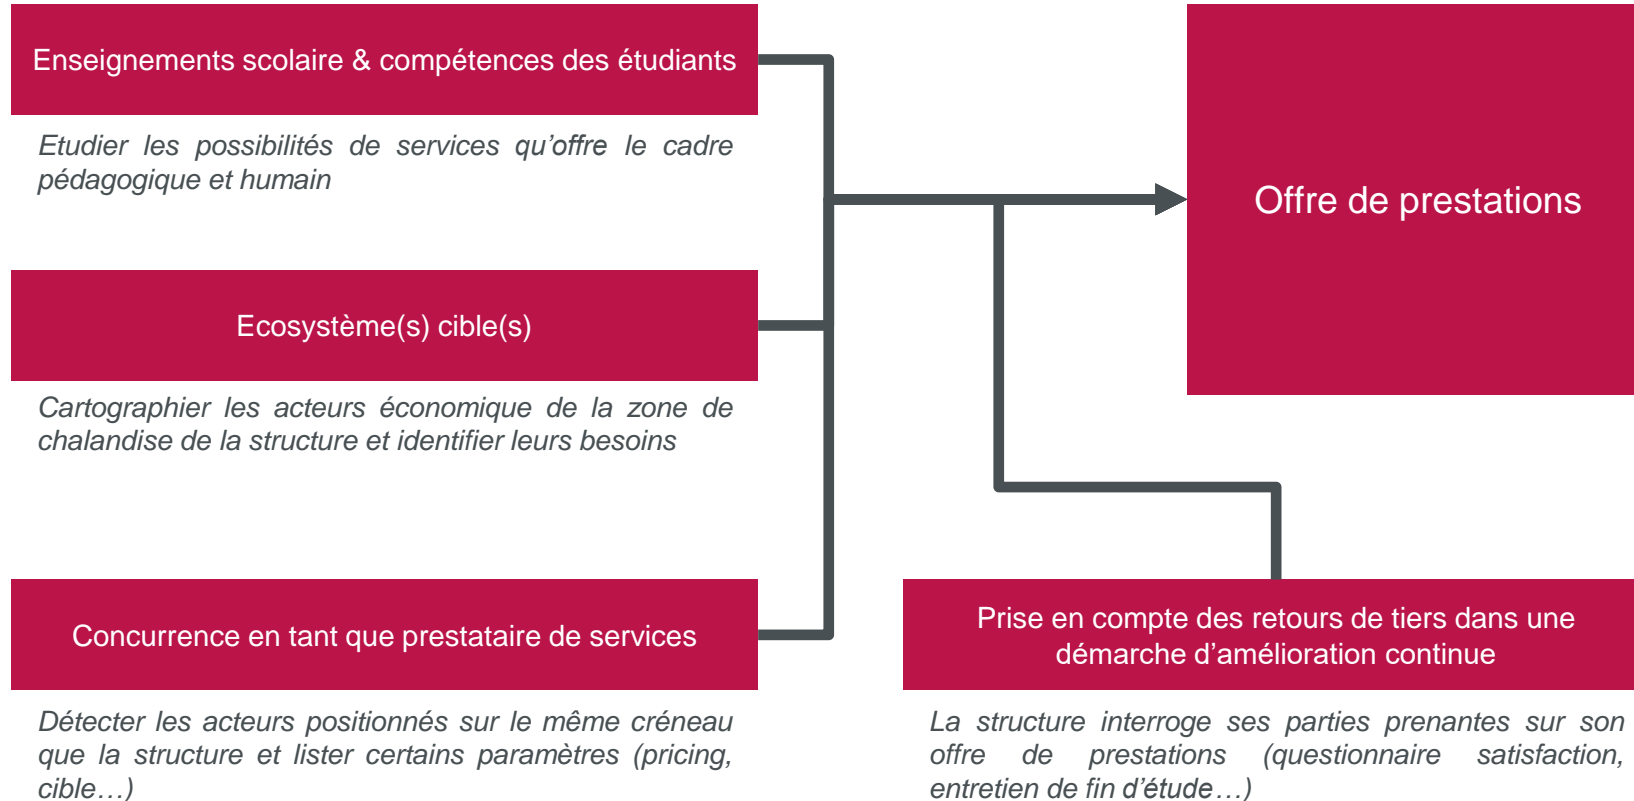 Enseignements scolaire & compétences des étudiants
Etudier les possibilités de services qu’offre le cadre
pédagogique et humain
Offre de prestations
Ecosystème(s) cible(s)
Cartographier les acteurs économique de la zone de
chalandise de la structure et identifier leurs besoins
Concurrence en tant que prestataire de services
Détecter les acteurs positionnés sur le même créneau
que la structure et lister certains paramètres (pricing,
cible…)
Prise en compte des retours de tiers dans une
démarche d’amélioration continue
La structure interroge ses parties prenantes sur son
offre de prestations (questionnaire satisfaction,
entretien de fin d’étude…)